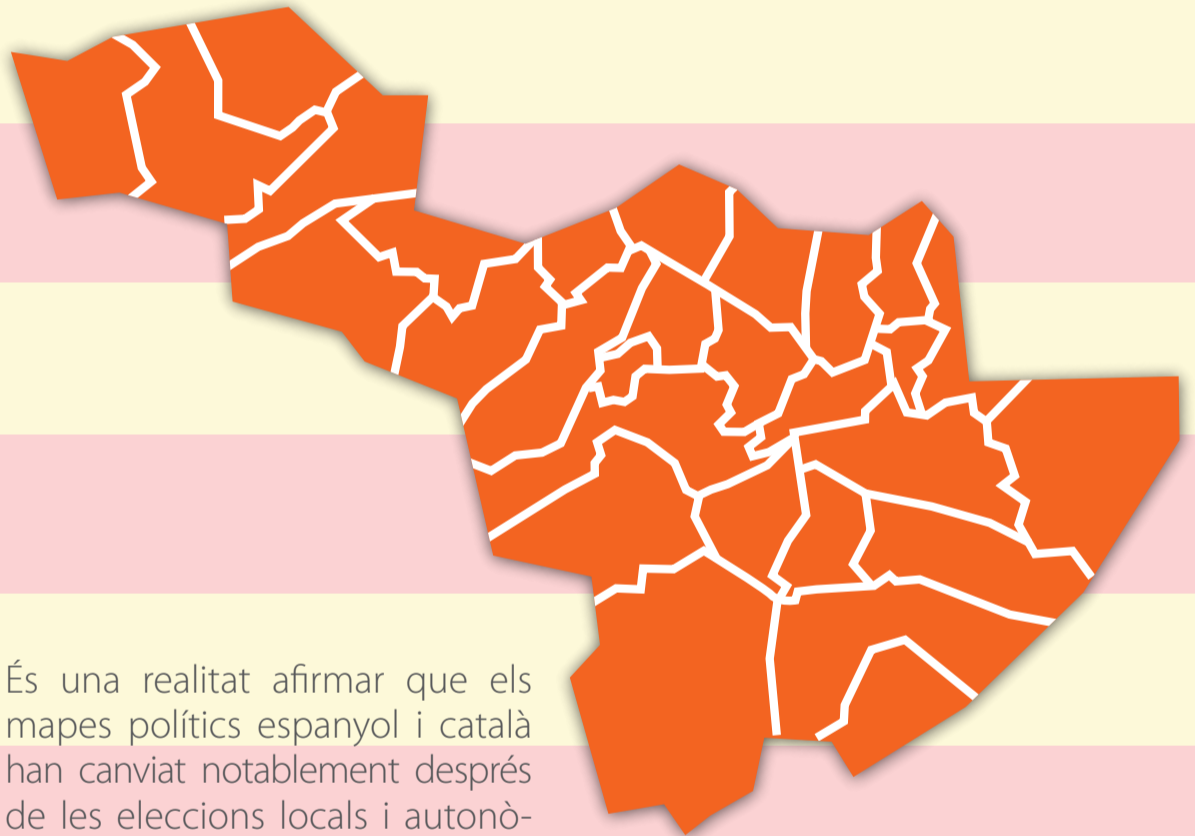 És una realitat afirmar que els
mapes polítics espanyol i català
han canviat notablement després
de les eleccions locals i autonò-